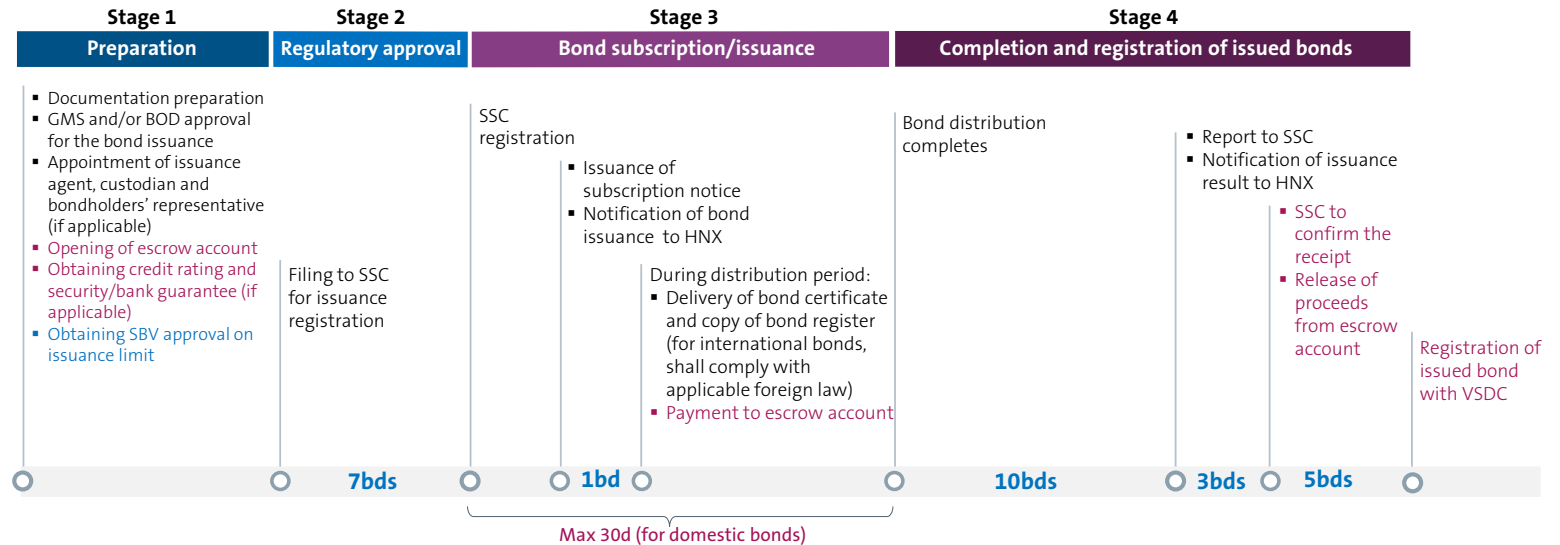 Stage 1
Stage 2
Stage 3
Stage 4
Preparation
Regulatory approval
Bond subscription/issuance
Completion and registration of issued bonds
▪ Documentation preparation
▪ GMS and/or BOD approval
for the bond issuance
▪ Appointment of issuance
agent, custodian and
bondholders’ representative
(if applicable)
▪ Opening of escrow account
▪ Obtaining credit rating and
security/bank guarantee (if
applicable)
▪ Obtaining SBV approval on
issuance limit
Filing to SSC
for issuance
registration
SSC
registration
▪ Issuance of
subscription notice
▪ Notification of bond
issuance to HNX
During distribution period:
▪ Delivery of bond certificate
and copy of bond register
(for international bonds,
shall comply with
applicable foreign law)
▪ Payment to escrow account
Bond distribution
completes
▪ Report to SSC
▪ Notification of issuance
result to HNX
▪ SSC to
confirm the
receipt
▪ Release of
proceeds
from escrow
account
Registration of
issued bond
with VSDC
7bds
1bd
10bds
3bds
5bds
Max 30d (for domestic bonds)